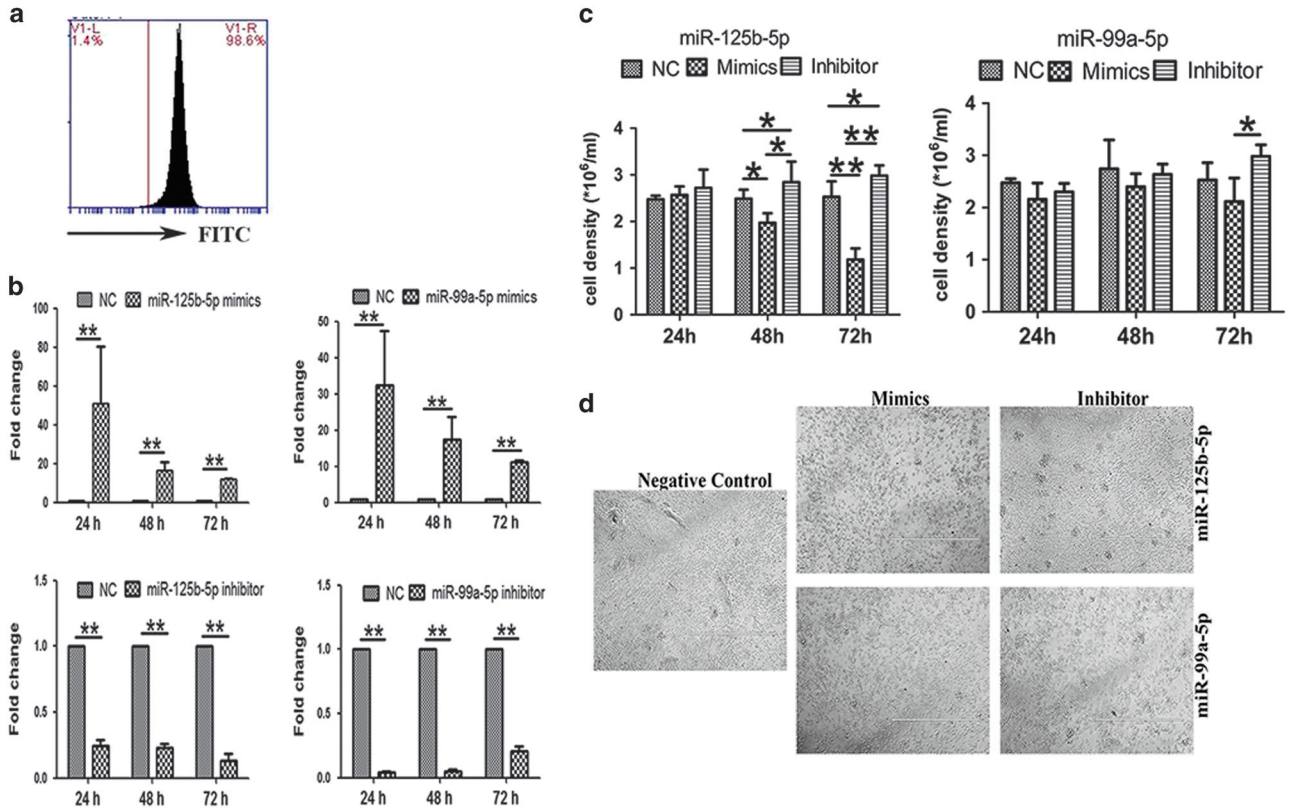 a
V1-L
1.4%
V1-R
98.6%
FITC
b
NC miR-125b-5p mimics
Fold change
100
80
60
40
20
0
** ** **
24 h 48 h 72 h
NC miR-99a-5p mimics
Fold change
50
40
30
20
10
0
** ** **
24 h 48 h 72 h
NC miR-125b-5p inhibitor
Fold change
1.5
1.0
0.5
0.0
** ** **
24 h 48 h 72 h
NC miR-99a-5p inhibitor
Fold change
1.5
1.0
0.5
0.0
** ** **
24 h 48 h 72 h
c
miR-125b-5p
NC Mimics Inhibitor
cell density (*10⁶/ml)
4
3
2
1
0
* * *
* ** **
24h 48h 72h
miR-99a-5p
NC Mimics Inhibitor
cell density (*10⁶/ml)
4
3
2
1
0
*
24h 48h 72h
d
Negative Control
Mimics Inhibitor
miR-125b-5p
miR-99a-5p